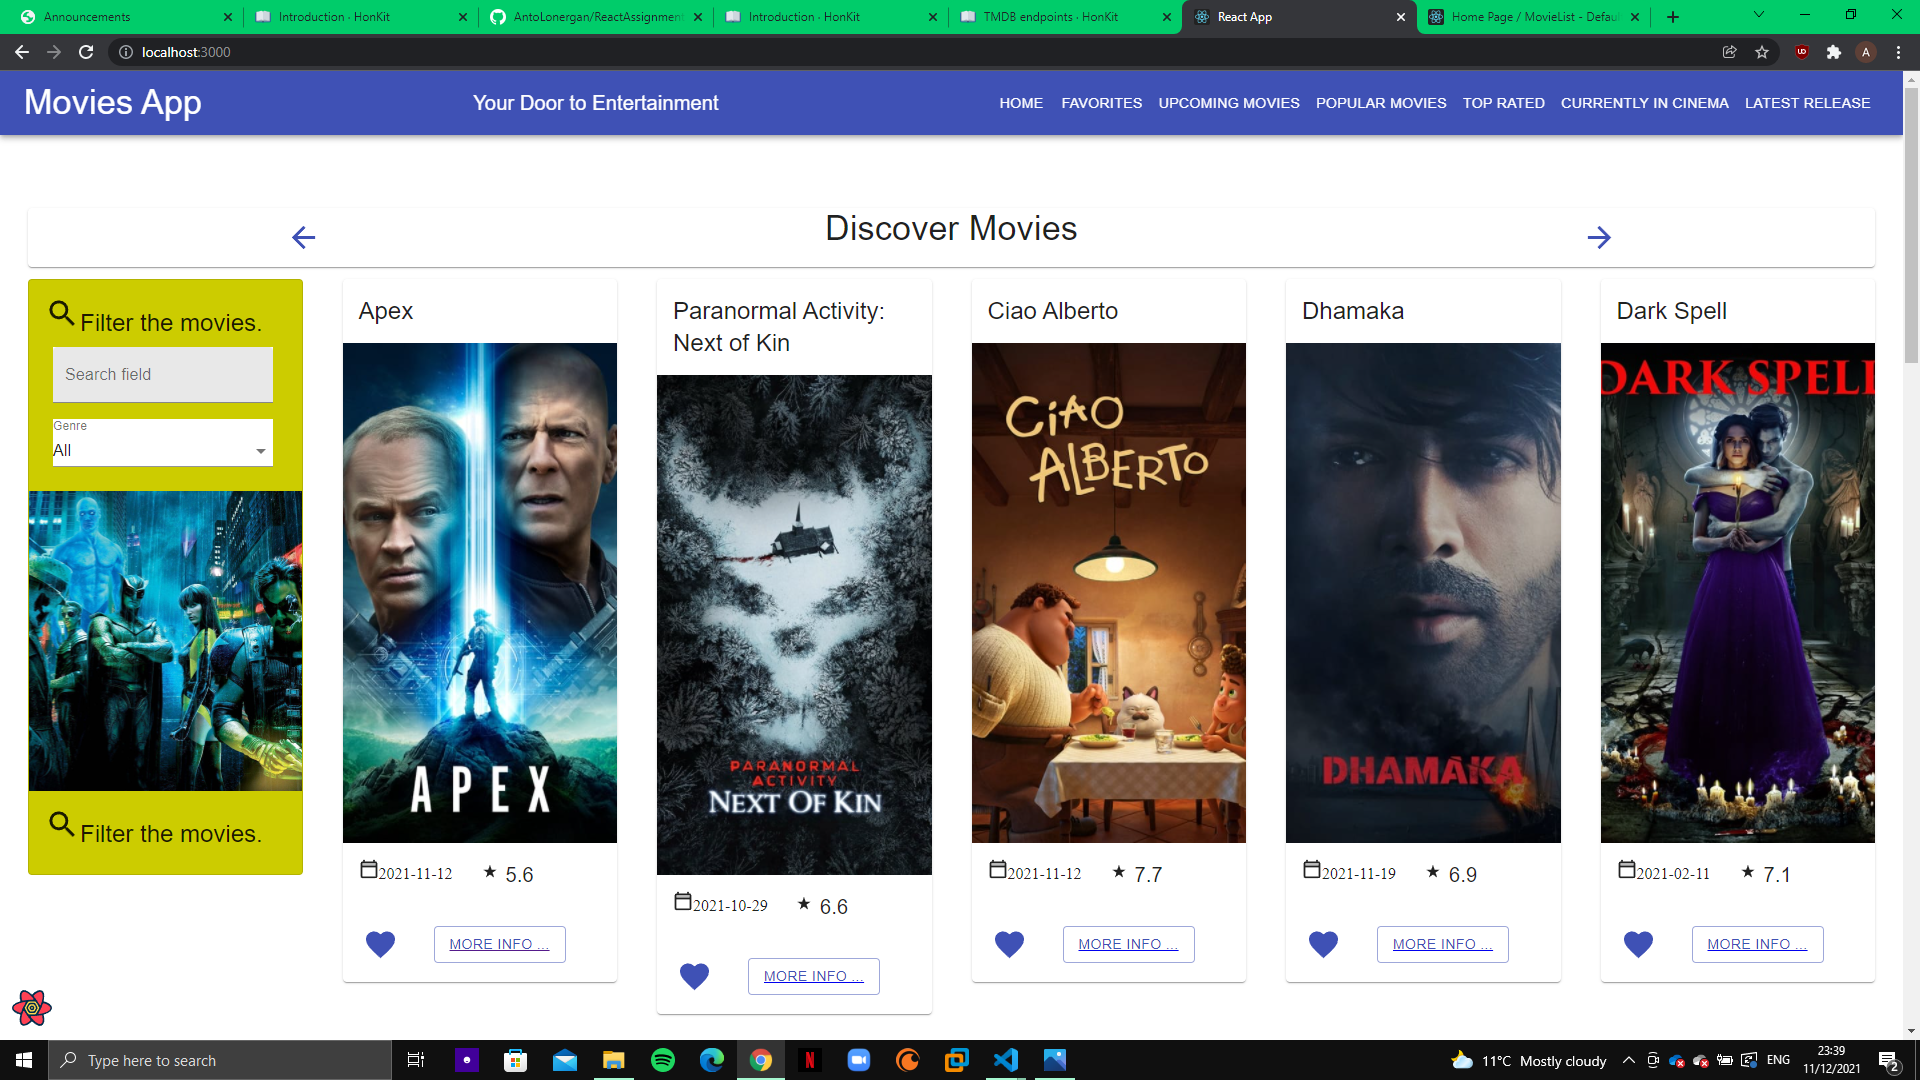 Announcements
Introduction · HonKit
AntoLonergan/ReactAssignment
Introduction · HonKit
TMDB endpoints · HonKit
React App
Home Page / MovieList - Defau
localhost:3000
A
Movies App
Your Door to Entertainment
HOME FAVORITES UPCOMING MOVIES POPULAR MOVIES TOP RATED CURRENTLY IN CINEMA LATEST RELEASE
Discover Movies
Filter the movies.
Search field
Genre
All
Filter the movies.
Apex
APEX
2021-11-12 ★ 5.6
MORE INFO ...
Paranormal Activity:
Next of Kin
PARANORMAL
ACTIVITY
NEXT OF KIN
2021-10-29 ★ 6.6
MORE INFO ...
Ciao Alberto
CIAO
ALBERTO
2021-11-12 ★ 7.7
MORE INFO ...
Dhamaka
DHAMAKA
2021-11-19 ★ 6.9
MORE INFO ...
Dark Spell
DARK SPELL
2021-02-11 ★ 7.1
MORE INFO ...
Type here to search
11°C Mostly cloudy
ENG
23:39
11/12/2021
2